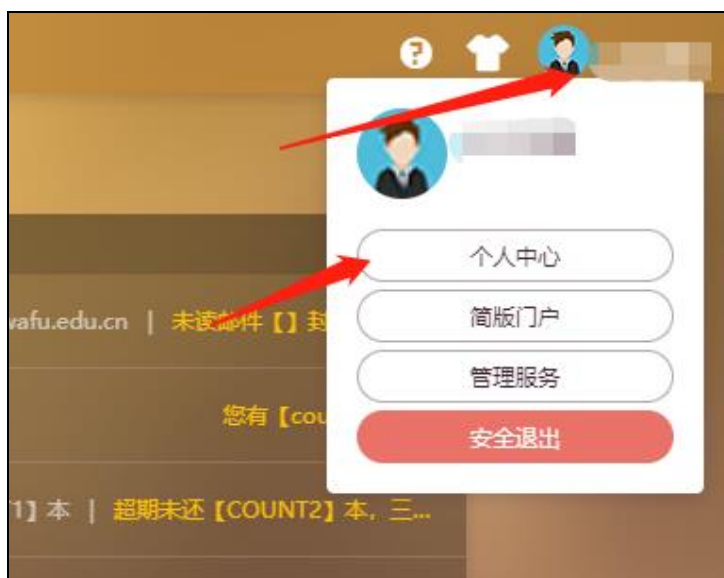 个人中心
简版门户
wafu.edu.cn | 未读邮件【】封
管理服务
您有【cou
安全退出
1】本 | 超期未还【COUNT2】本，三...